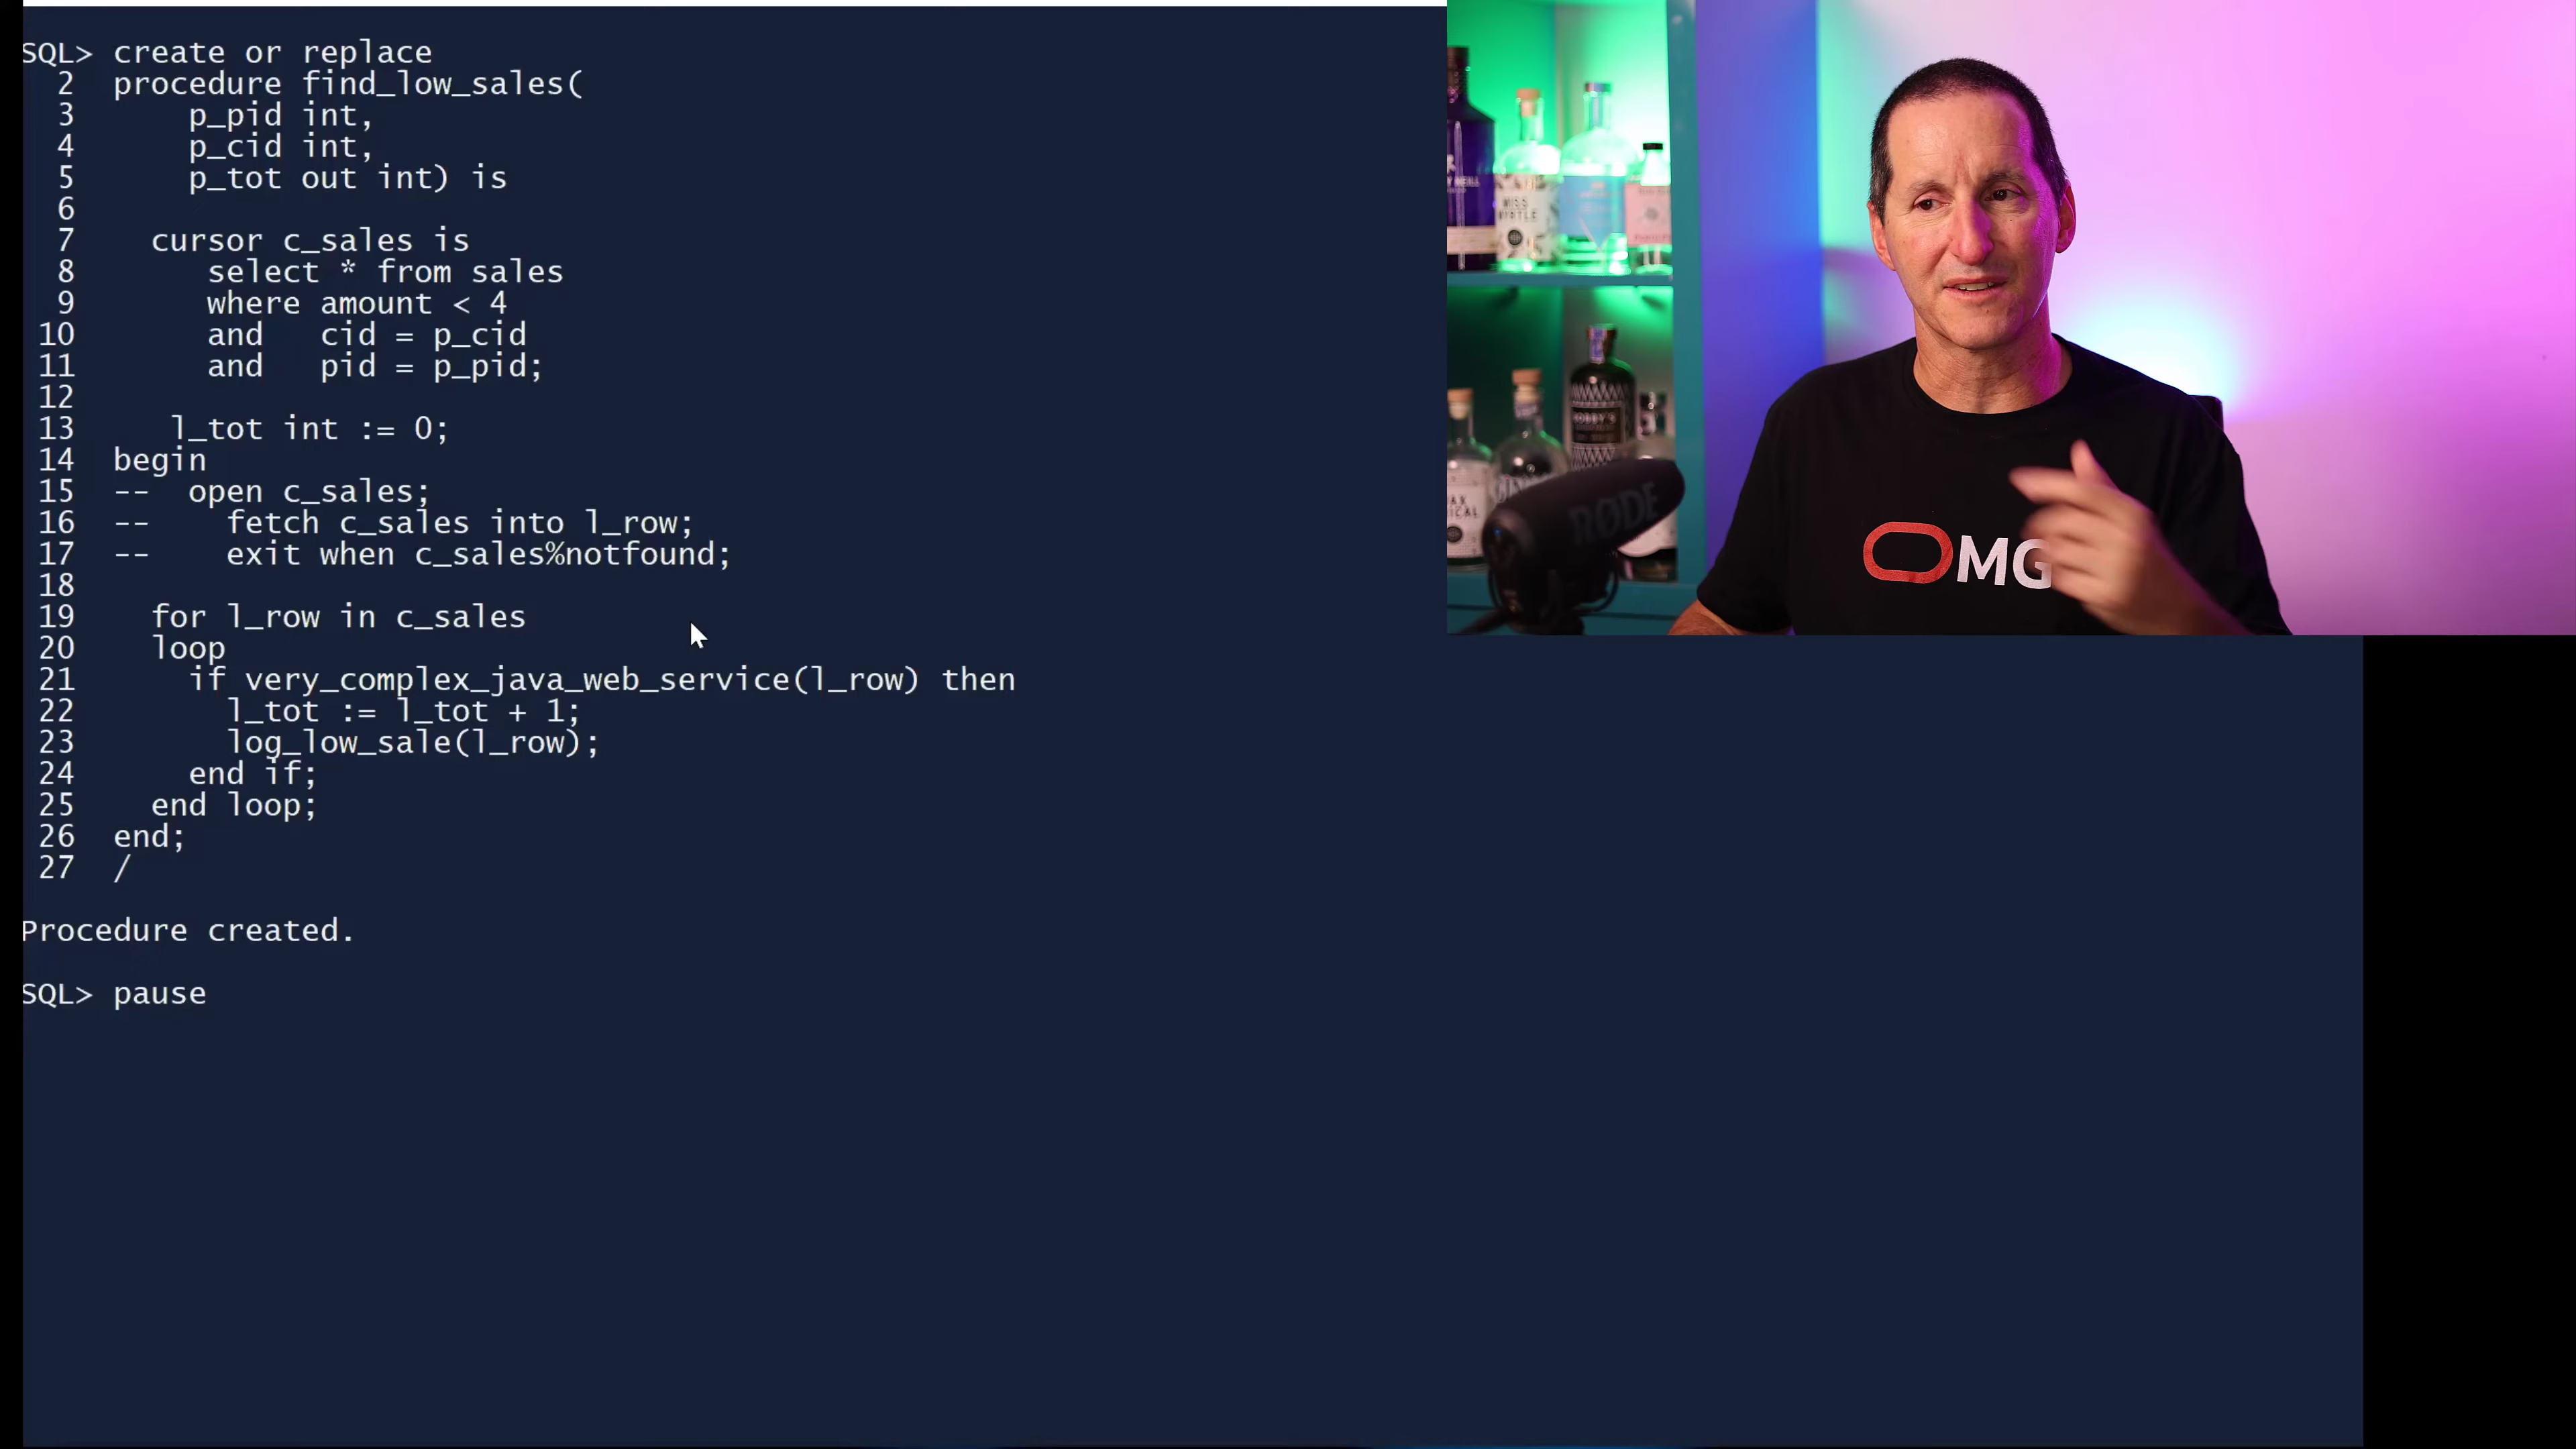 SQL> create or replace
2 procedure find_low_sales(
3 p_pid int,
4 p_cid int,
5 p_tot out int) is
6
7 cursor c_sales is
8 select * from sales
9 where amount < 4
10 and cid = p_cid
11 and pid = p_pid;
12
13 l_tot int := 0;
14 begin
15 -- open c_sales;
16 -- fetch c_sales into l_row;
17 -- exit when c_sales%notfound;
18
19 for l_row in c_sales
20 loop
21 if very_complex_java_web_service(l_row) then
22 l_tot := l_tot + 1;
23 log_low_sale(l_row);
24 end if;
25 end loop;
26 end;
27 /
Procedure created.
SQL> pause
MISS
RØDE
OMG